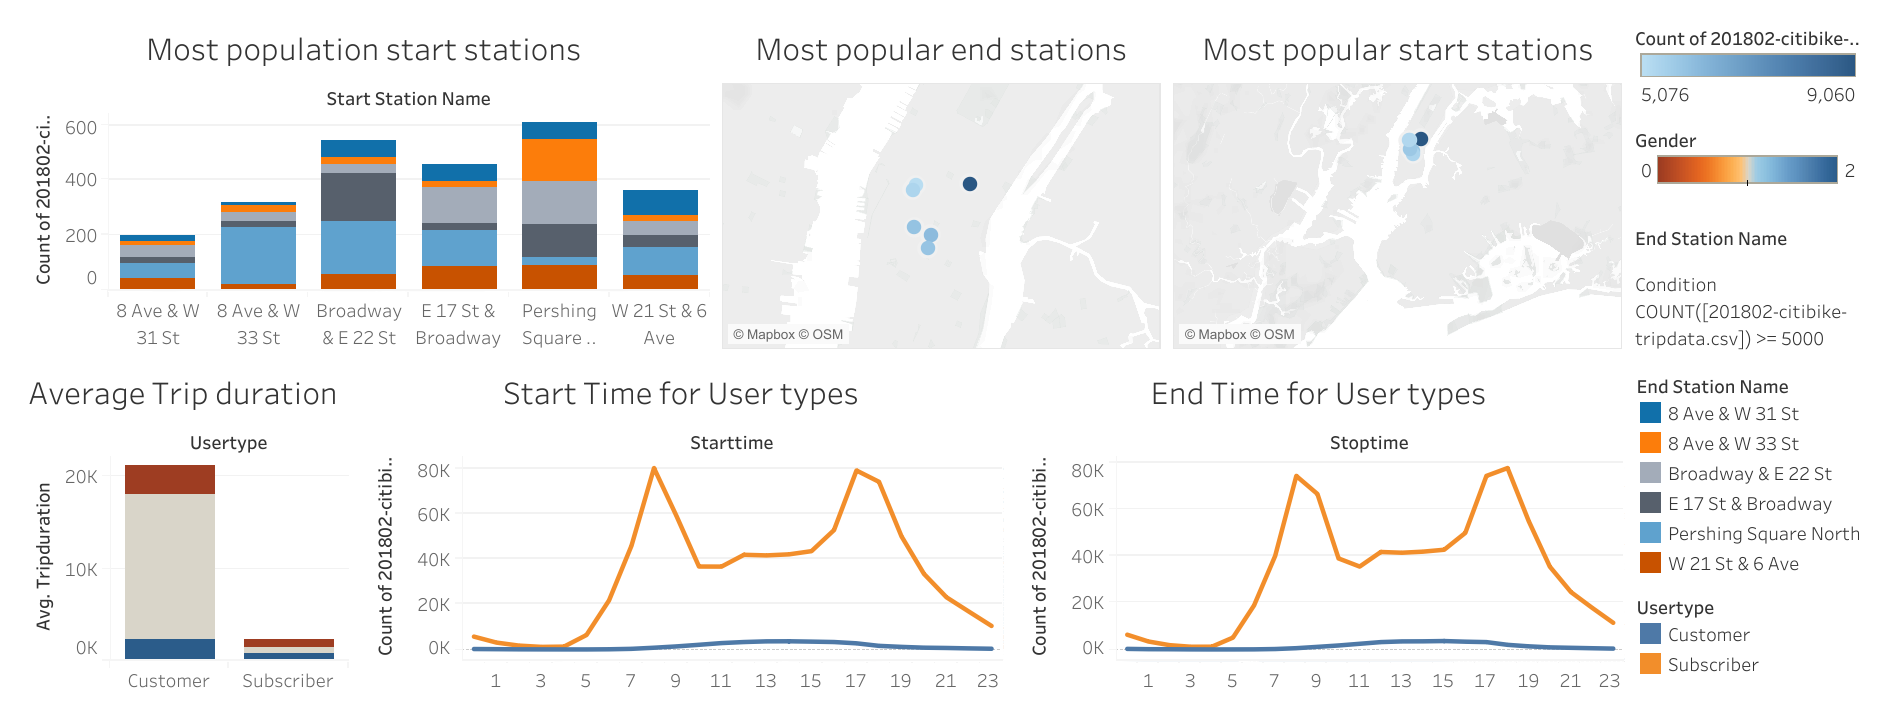 Most population start stations
Start Station Name
Count of 201802-ci..
600
400
200
0
8 Ave & W
31 St
8 Ave & W
33 St
Broadway
& E 22 St
E 17 St &
Broadway
Pershing
Square ..
W 21 St & 6
Ave
Most popular end stations
© Mapbox © OSM
Most popular start stations
© Mapbox © OSM
Count of 201802-citibike-..
5,076 9,060
Gender
0 2
End Station Name
Condition
COUNT([201802-citibike-
tripdata.csv]) >= 5000
Average Trip duration
Usertype
Avg. Tripduration
20K
10K
0K
Customer Subscriber
Start Time for User types
Starttime
Count of 201802-citibi..
80K
60K
40K
20K
0K
1 3 5 7 9 11 13 15 17 19 21 23
End Time for User types
Stoptime
Count of 201802-citibi..
80K
60K
40K
20K
0K
1 3 5 7 9 11 13 15 17 19 21 23
End Station Name
8 Ave & W 31 St
8 Ave & W 33 St
Broadway & E 22 St
E 17 St & Broadway
Pershing Square North
W 21 St & 6 Ave
Usertype
Customer
Subscriber